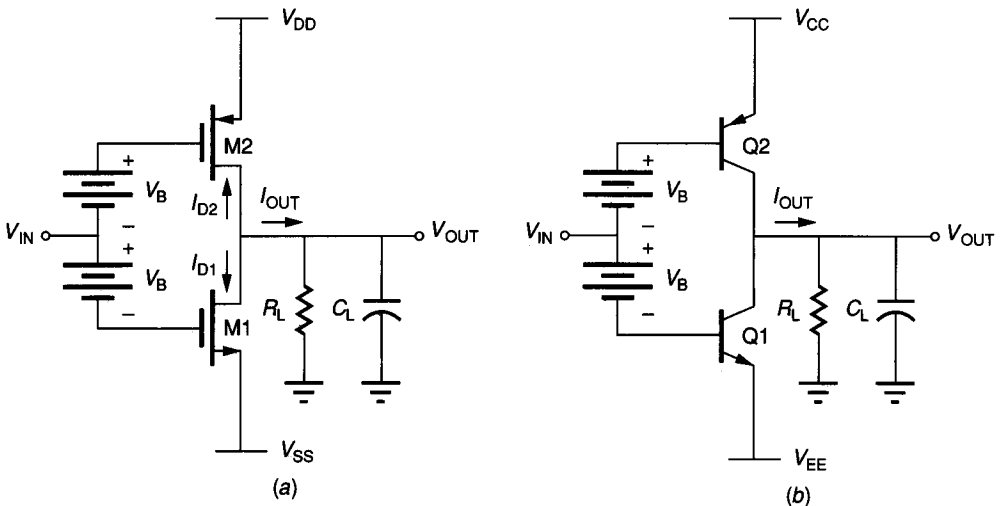 V_DD
M2
+
V_B
−
I_D2
I_OUT
V_IN
V_OUT
+
V_B
−
I_D1
M1
R_L
C_L
V_SS
(a)
V_CC
Q2
+
V_B
−
I_OUT
V_IN
V_OUT
+
V_B
−
Q1
R_L
C_L
V_EE
(b)